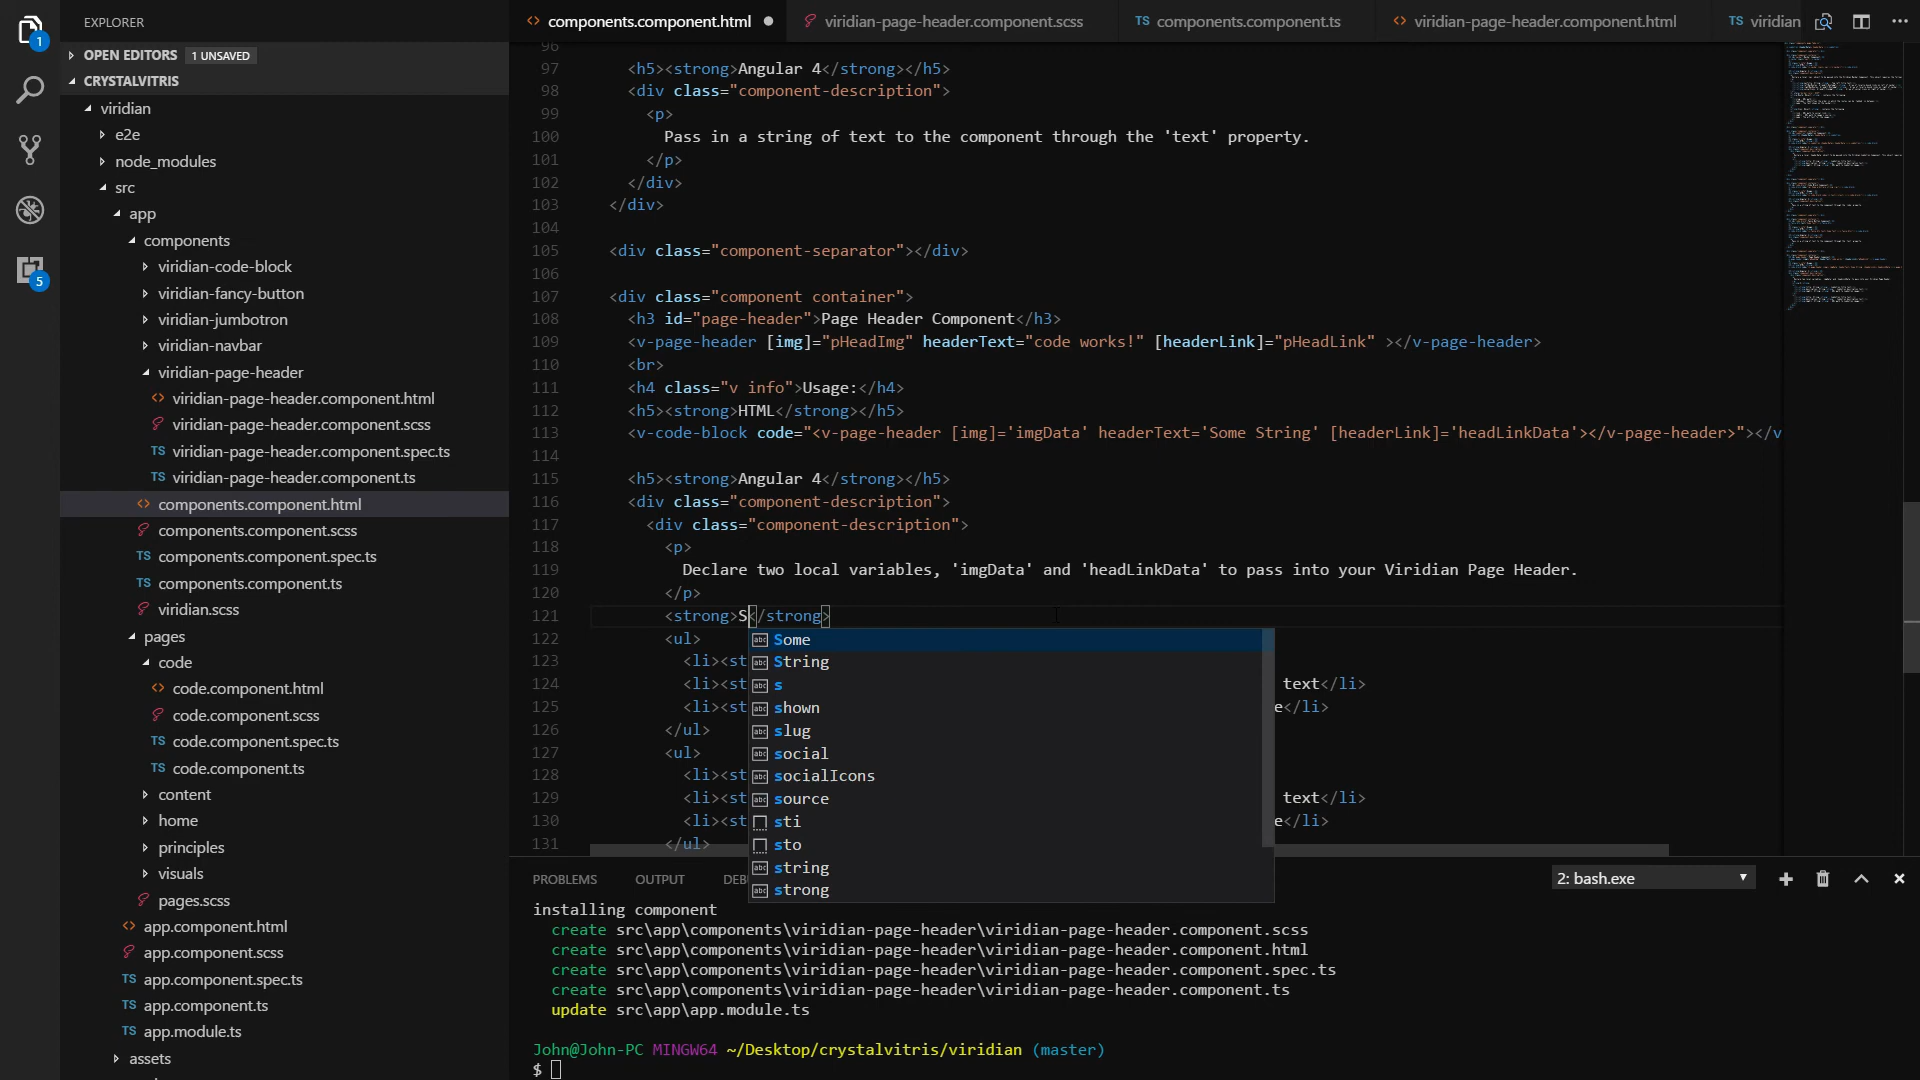 EXPLORER
OPEN EDITORS 1 UNSAVED
CRYSTALVITRIS
viridian
e2e
node_modules
src
app
components
viridian-code-block
viridian-fancy-button
viridian-jumbotron
viridian-navbar
viridian-page-header
viridian-page-header.component.html
viridian-page-header.component.scss
TS viridian-page-header.component.spec.ts
TS viridian-page-header.component.ts
components.component.html
components.component.scss
TS components.component.spec.ts
TS components.component.ts
viridian.scss
pages
code
code.component.html
code.component.scss
TS code.component.spec.ts
TS code.component.ts
content
home
principles
visuals
pages.scss
app.component.html
app.component.scss
TS app.component.spec.ts
TS app.component.ts
TS app.module.ts
assets
1
5
components.component.html viridian-page-header.component.scss TS components.component.ts viridian-page-header.component.html TS viridian
96
97 <h5><strong>Angular 4</strong></h5>
98 <div class="component-description">
99 <p>
100 Pass in a string of text to the component through the 'text' property.
101 </p>
102 </div>
103 </div>
104
105 <div class="component-separator"></div>
106
107 <div class="component container">
108 <h3 id="page-header">Page Header Component</h3>
109 <v-page-header [img]="pHeadImg" headerText="code works!" [headerLink]="pHeadLink" ></v-page-header>
110 <br>
111 <h4 class="v info">Usage:</h4>
112 <h5><strong>HTML</strong></h5>
113 <v-code-block code="<v-page-header [img]='imgData' headerText='Some String' [headerLink]='headLinkData'></v-page-header>"></v
114
115 <h5><strong>Angular 4</strong></h5>
116 <div class="component-description">
117 <div class="component-description">
118 <p>
119 Declare two local variables, 'imgData' and 'headLinkData' to pass into your Viridian Page Header.
120 </p>
121 <strong>S</strong>
122 <ul>
123 <li><st
124 <li><st text</li>
125 <li><st e</li>
126 </ul>
127 <ul>
128 <li><st
129 <li><st text</li>
130 <li><st e</li>
131 </ul>
Some
String
s
shown
slug
social
socialIcons
source
sti
sto
string
strong
PROBLEMS OUTPUT DEB 2: bash.exe
installing component
create src\app\components\viridian-page-header\viridian-page-header.component.scss
create src\app\components\viridian-page-header\viridian-page-header.component.html
create src\app\components\viridian-page-header\viridian-page-header.component.spec.ts
create src\app\components\viridian-page-header\viridian-page-header.component.ts
update src\app\app.module.ts
John@John-PC MINGW64 ~/Desktop/crystalvitris/viridian (master)
$